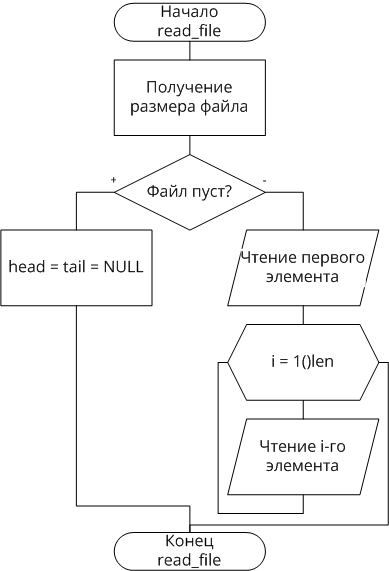 Начало
read_file
Получение
размера файла
+
Файл пуст?
-
head = tail = NULL
Чтение первого
элемента
i = 1()len
Чтение i-го
элемента
Конец
read_file